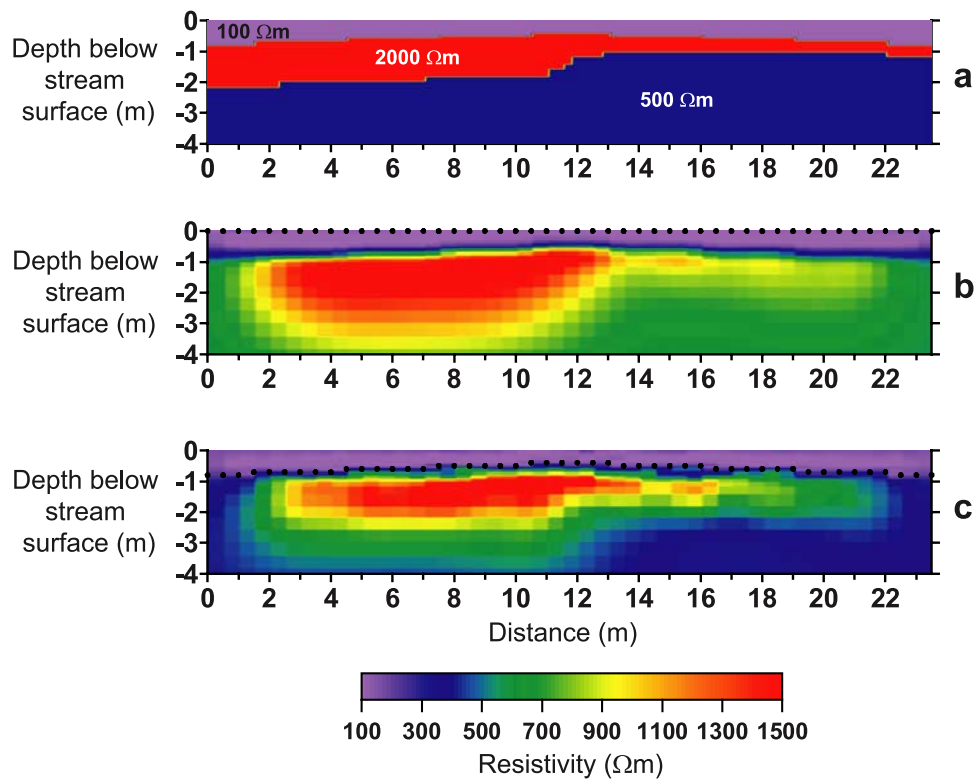 Depth below
stream
surface (m)
0
-1
-2
-3
-4
100 Ωm
2000 Ωm
500 Ωm
a
0 2 4 6 8 10 12 14 16 18 20 22
Depth below
stream
surface (m)
0
-1
-2
-3
-4
b
0 2 4 6 8 10 12 14 16 18 20 22
Depth below
stream
surface (m)
0
-1
-2
-3
-4
c
0 2 4 6 8 10 12 14 16 18 20 22
Distance (m)
100 300 500 700 900 1100 1300 1500
Resistivity (Ωm)